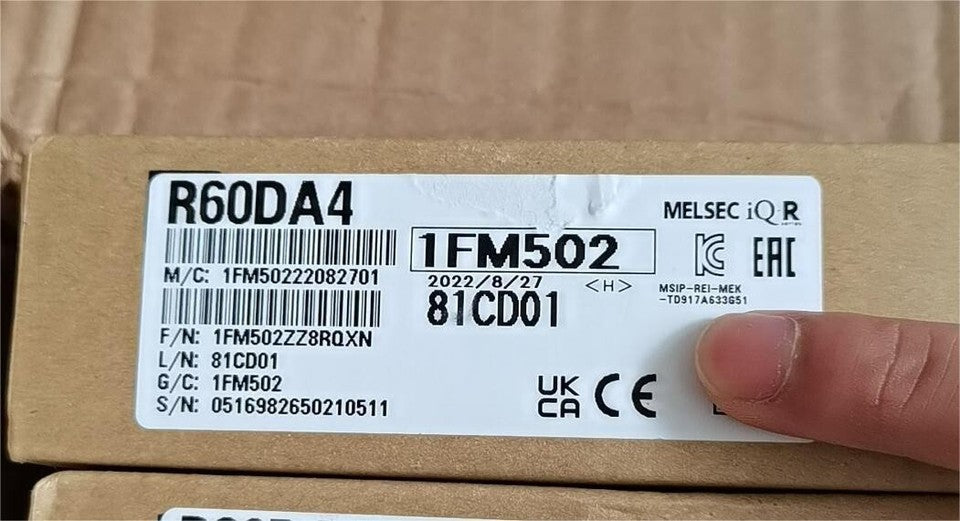 R60DA4
MELSEC iQ-R
M/C: 1FM50222082701
1FM502
2022/8/27 <H>
81CD01
MSIP-REI-MEK
-TD917A633G51
EAC
F/N: 1FM502ZZ8RQXN
L/N: 81CD01
G/C: 1FM502
S/N: 0516982650210511
UK
CA
CE